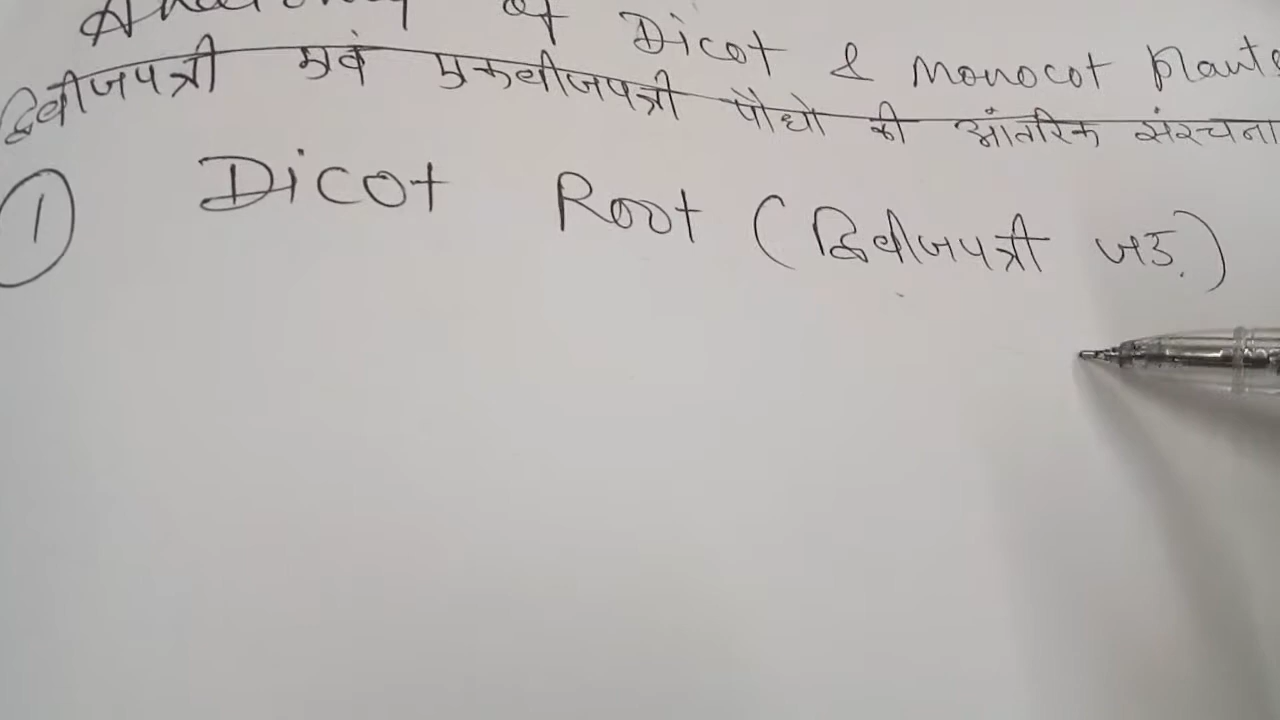 Anatomy of Dicot & Monocot plants
द्विबीजपत्री एवं एकबीजपत्री पौधों की आंतरिक संरचना
① Dicot Root (द्विबीजपत्री जड़)